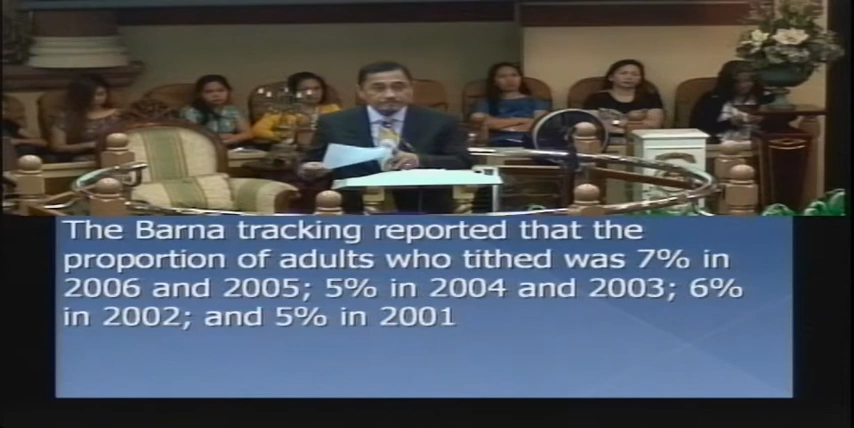 The Barna tracking reported that the
proportion of adults who tithed was 7% in
2006 and 2005; 5% in 2004 and 2003; 6%
in 2002; and 5% in 2001